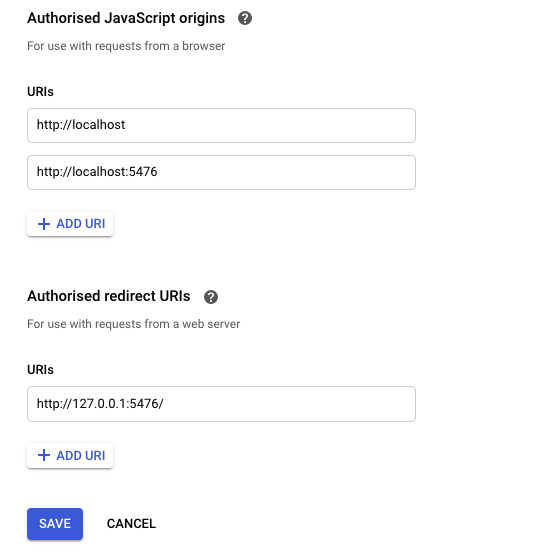 Authorised JavaScript origins
For use with requests from a browser
URIs
http://localhost
http://localhost:5476
+ ADD URI
Authorised redirect URIs
For use with requests from a web server
URIs
http://127.0.0.1:5476/
+ ADD URI
SAVE CANCEL